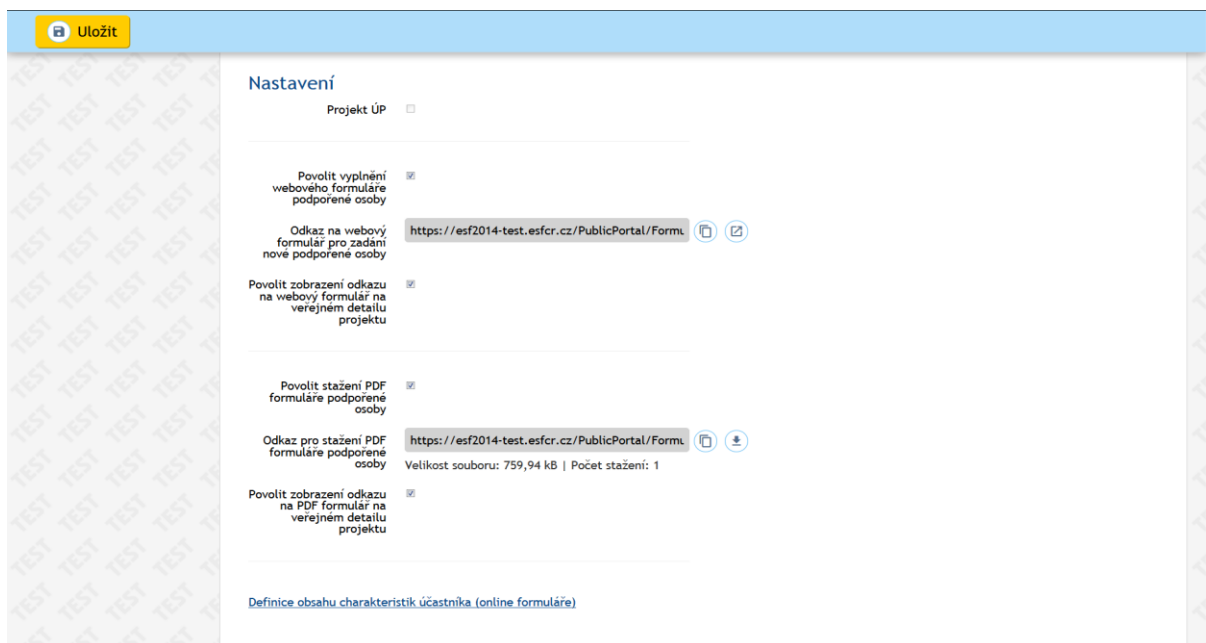 Uložit
Nastavení
Projekt ÚP
Povolit vyplnění
webového formuláře
podpořené osoby
Odkaz na webový
formulář pro zadání
nové podpořené osoby
https://esf2014-test.esfcr.cz/PublicPortal/Formu
Povolit zobrazení odkazu
na webový formulář na
veřejném detailu
projektu
Povolit stažení PDF
formuláře podpořené
osoby
Odkaz pro stažení PDF
formuláře podpořené
osoby
https://esf2014-test.esfcr.cz/PublicPortal/Formu
Velikost souboru: 759,94 kB | Počet stažení: 1
Povolit zobrazení odkazu
na PDF formulář na
veřejném detailu
projektu
Definice obsahu charakteristik účastníka (online formuláře)